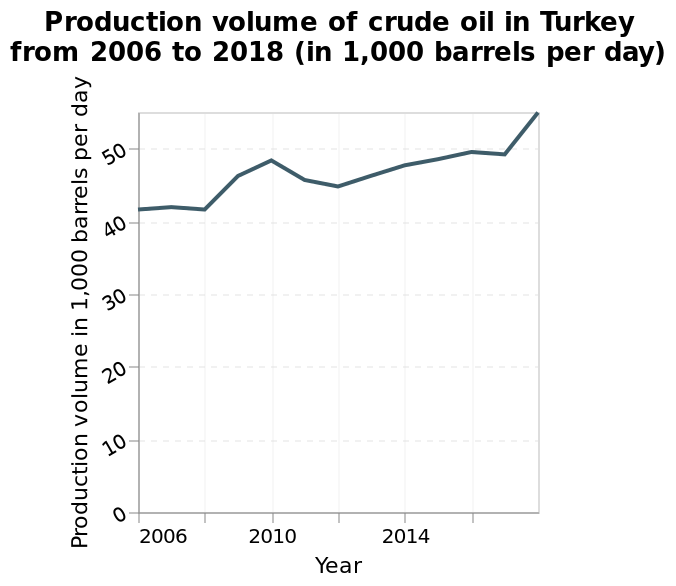 Production volume of crude oil in Turkey
from 2006 to 2018 (in 1,000 barrels per day)
Production volume in 1,000 barrels per day
50
40
30
20
10
0
2006 2010 2014
Year